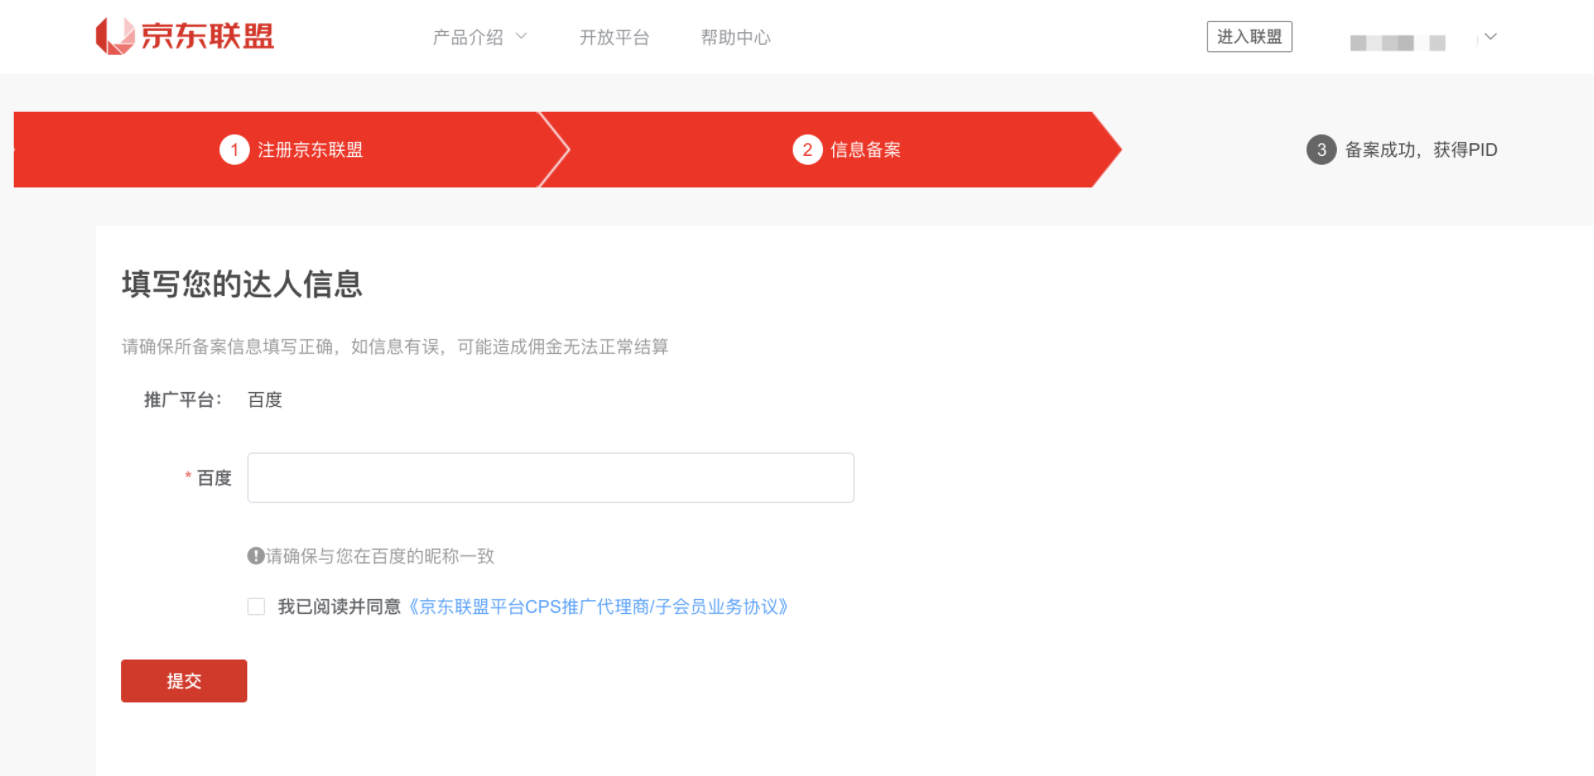 京东联盟 产品介绍 开放平台 帮助中心 进入联盟
1 注册京东联盟 2 信息备案 3 备案成功，获得PID
填写您的达人信息
请确保所备案信息填写正确，如信息有误，可能造成佣金无法正常结算
推广平台： 百度
* 百度
请确保与您在百度的昵称一致
我已阅读并同意《京东联盟平台CPS推广代理商/子会员业务协议》
提交